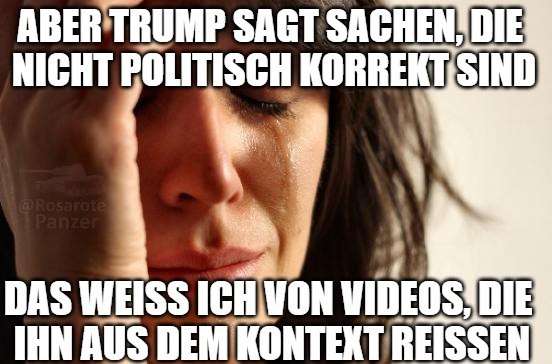 ABER TRUMP SAGT SACHEN, DIE
NICHT POLITISCH KORREKT SIND
@Rosarote
Panzer
DAS WEISS ICH VON VIDEOS, DIE
IHN AUS DEM KONTEXT REISSEN